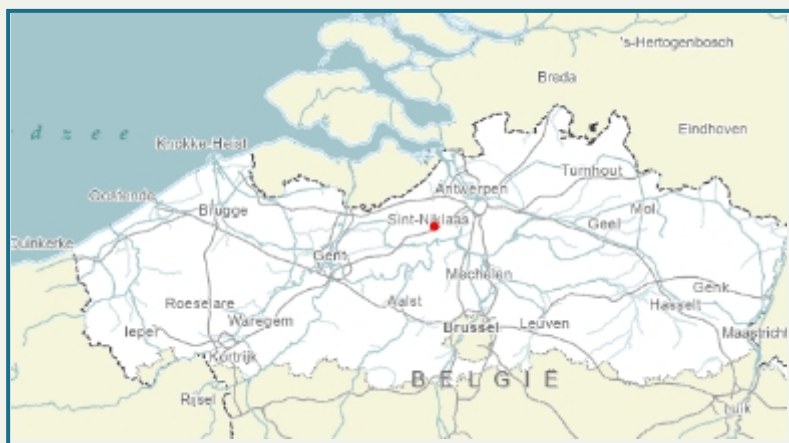 's-Hertogenbosch
Breda
dzee
Eindhoven
Knokke-Heist
Turnhout
Antwerpen
Oostende
Mol
Brugge
Sint-Niklaas
Geel
Duinkerke
Gent
Mechelen
Genk
Roeselare
Aalst
Hasselt
Waregem
Ieper
Brussel
Leuven
Maastricht
Kortrijk
BELGIË
Rijsel
Luik